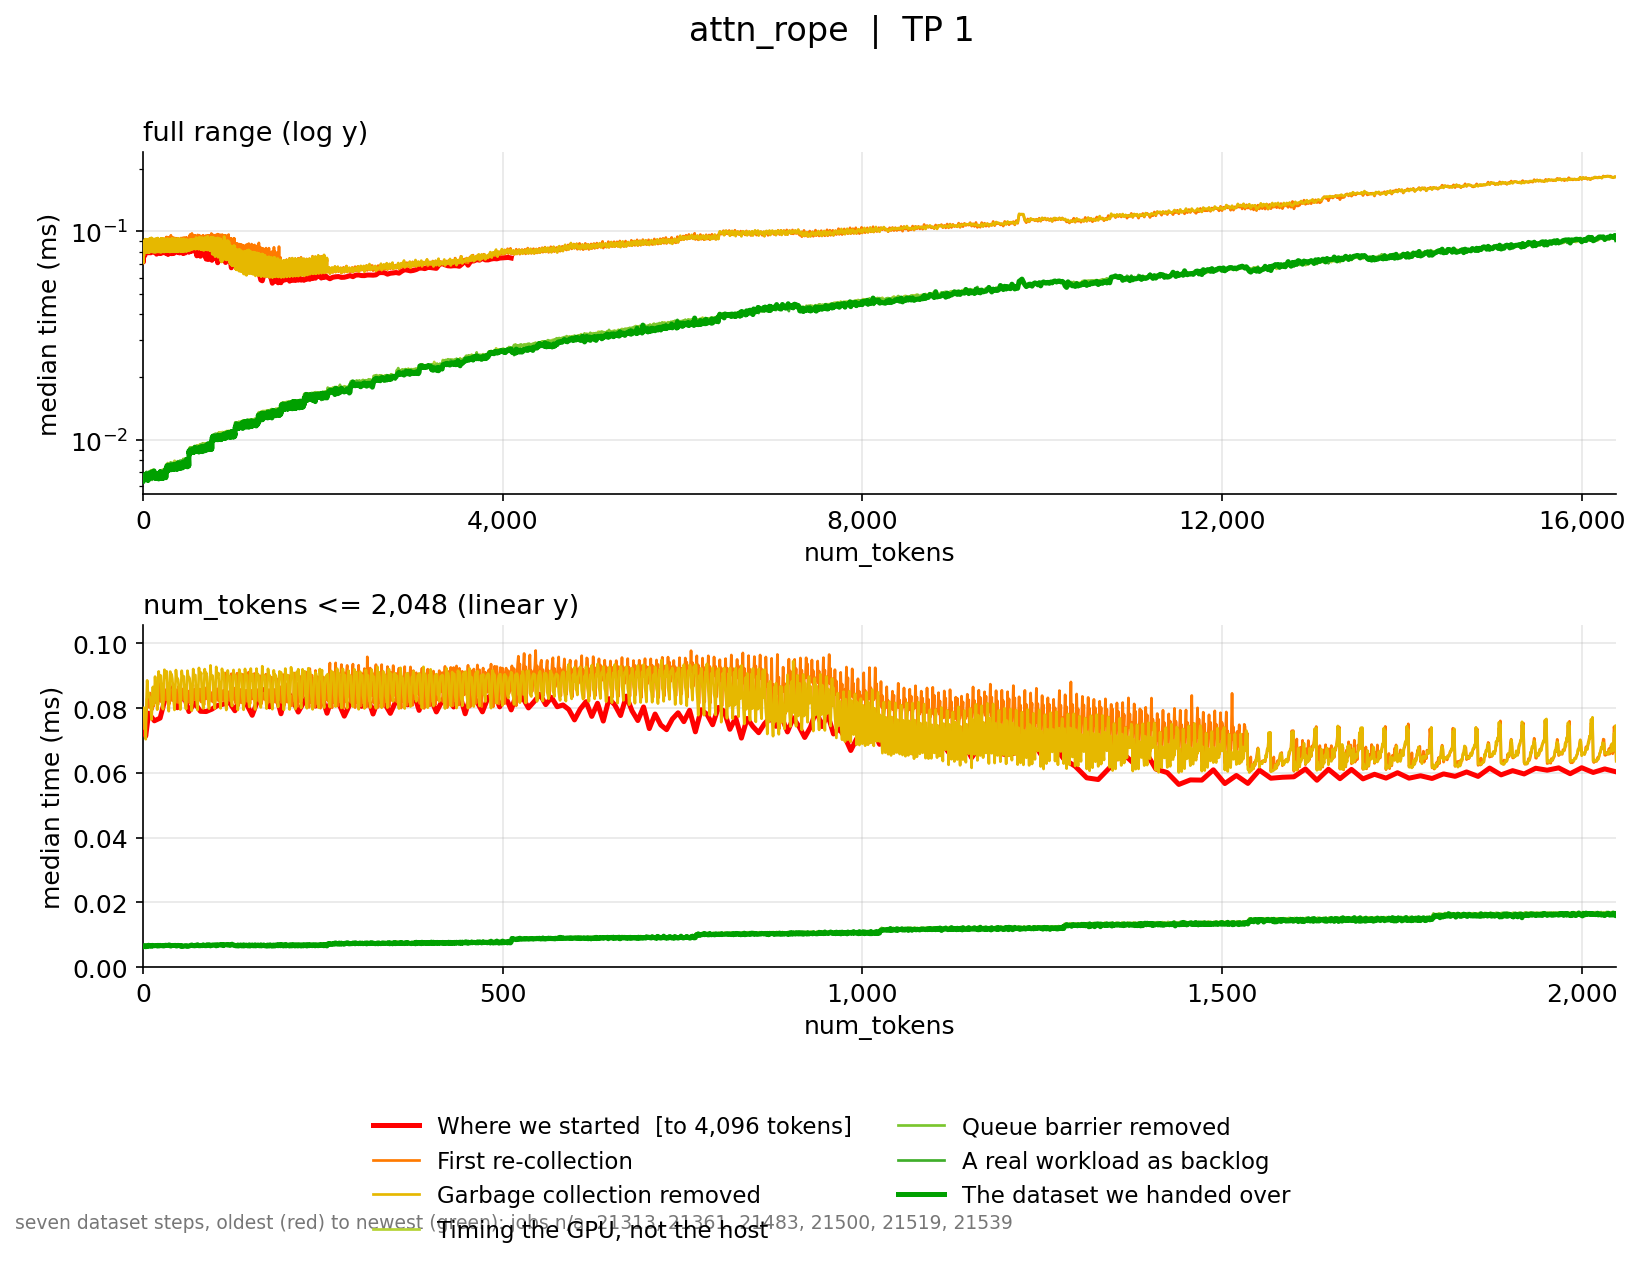 attn_rope | TP 1
full range (log y)
median time (ms)
10⁻¹
10⁻²
0
4,000
8,000
12,000
16,000
num_tokens
num_tokens <= 2,048 (linear y)
median time (ms)
0.10
0.08
0.06
0.04
0.02
0.00
0
500
1,000
1,500
2,000
num_tokens
Where we started [to 4,096 tokens]
First re-collection
Garbage collection removed
Timing the GPU, not the host
Queue barrier removed
A real workload as backlog
The dataset we handed over
seven dataset steps, oldest (red) to newest (green); jobs n/a, 21313, 21361, 21483, 21500, 21519, 21539